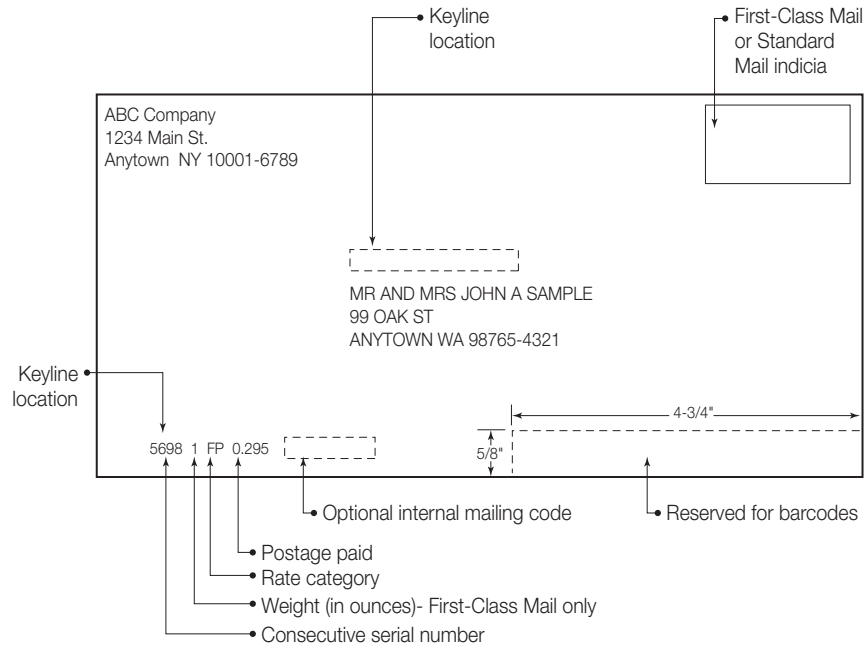 Keyline
location
First-Class Mail
or Standard
Mail indicia
ABC Company
1234 Main St.
Anytown NY 10001-6789
MR AND MRS JOHN A SAMPLE
99 OAK ST
ANYTOWN WA 98765-4321
Keyline
location
4-3/4"
5698 1 FP 0.295
5/8"
Optional internal mailing code
Reserved for barcodes
Postage paid
Rate category
Weight (in ounces)- First-Class Mail only
Consecutive serial number